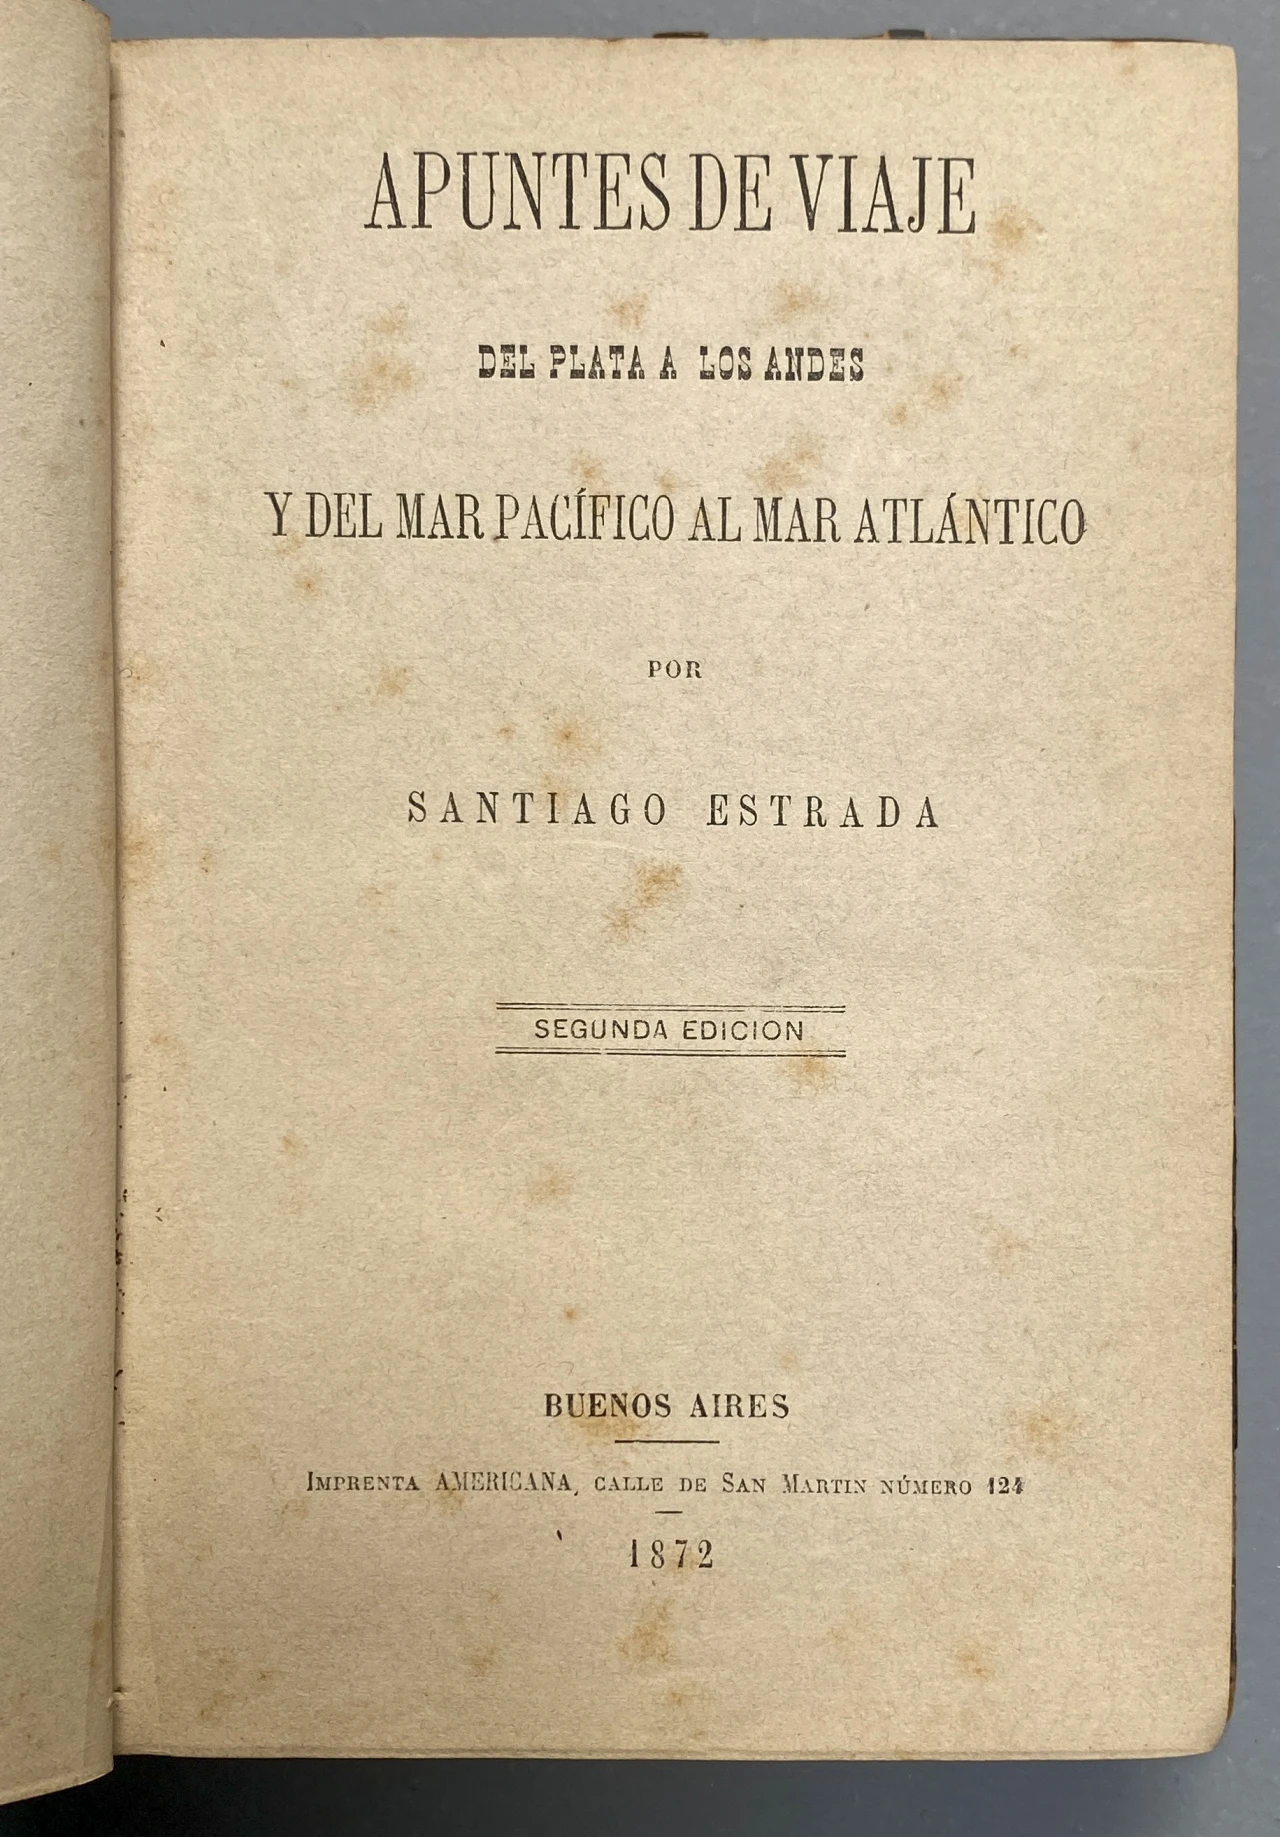 APUNTES DE VIAJE
DEL PLATA A LOS ANDES
Y DEL MAR PACÍFICO AL MAR ATLÁNTICO
POR
SANTIAGO ESTRADA
SEGUNDA EDICION
BUENOS AIRES
IMPRENTA AMERICANA, CALLE DE SAN MARTIN NÚMERO 124
1872